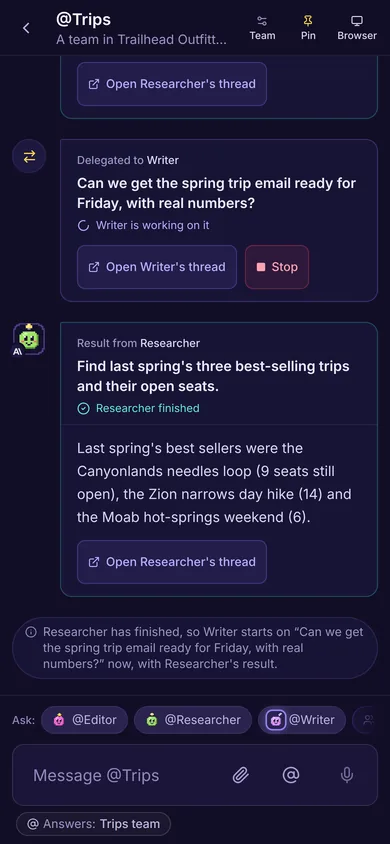 @Trips
A team in Trailhead Outfitt...
Team
Pin
Browser
Open Researcher's thread
Delegated to Writer
Can we get the spring trip email ready for
Friday, with real numbers?
Writer is working on it
Open Writer's thread
Stop
A\
Result from Researcher
Find last spring's three best-selling trips
and their open seats.
Researcher finished
Last spring's best sellers were the
Canyonlands needles loop (9 seats still
open), the Zion narrows day hike (14) and
the Moab hot-springs weekend (6).
Open Researcher's thread
Researcher has finished, so Writer starts on “Can we get
the spring trip email ready for Friday, with real
numbers?” now, with Researcher's result.
Ask:
@Editor
@Researcher
@Writer
Message @Trips
@ Answers: Trips team